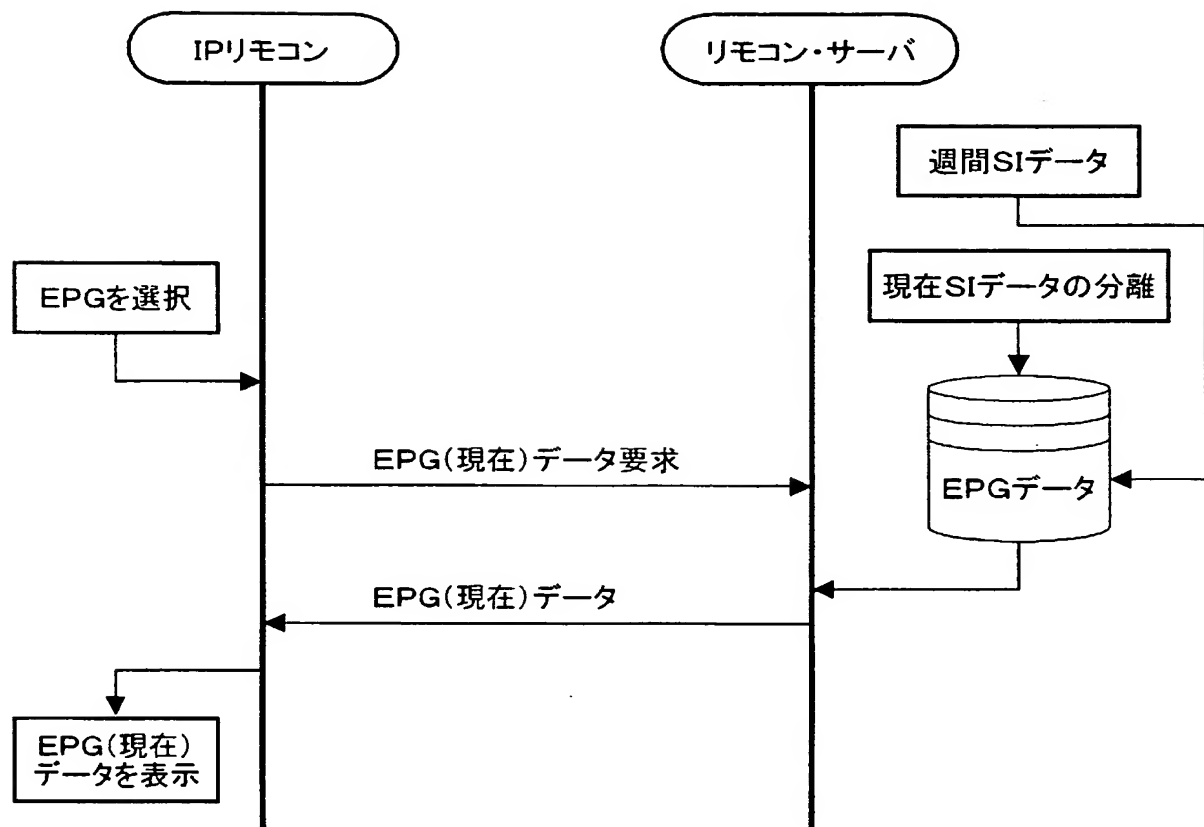 IPリモコン
リモコン・サーバ
週間SIデータ
EPGを選択
現在SIデータの分離
EPG(現在)データ要求
EPGデータ
EPG(現在)データ
EPG(現在)
データを表示